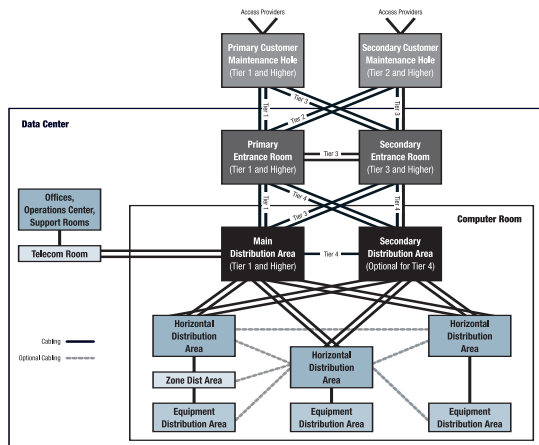 Access Providers
Access Providers
Primary Customer
Maintenance Hole
(Tier 1 and Higher)
Secondary Customer
Maintenance Hole
(Tier 2 and Higher)
Tier 1
Tier 3
Tier 2
Tier 3
Data Center
Primary
Entrance Room
(Tier 1 and Higher)
Tier 3
Secondary
Entrance Room
(Tier 3 and Higher)
Offices,
Operations Center,
Support Rooms
Tier 1
Tier 4
Tier 3
Tier 4
Computer Room
Telecom Room
Main
Distribution Area
(Tier 1 and Higher)
Tier 4
Secondary
Distribution Area
(Optional for Tier 4)
Horizontal
Distribution
Area
Horizontal
Distribution
Area
Horizontal
Distribution
Area
Cabling
Optional Cabling
Zone Dist Area
Equipment
Distribution Area
Equipment
Distribution Area
Equipment
Distribution Area